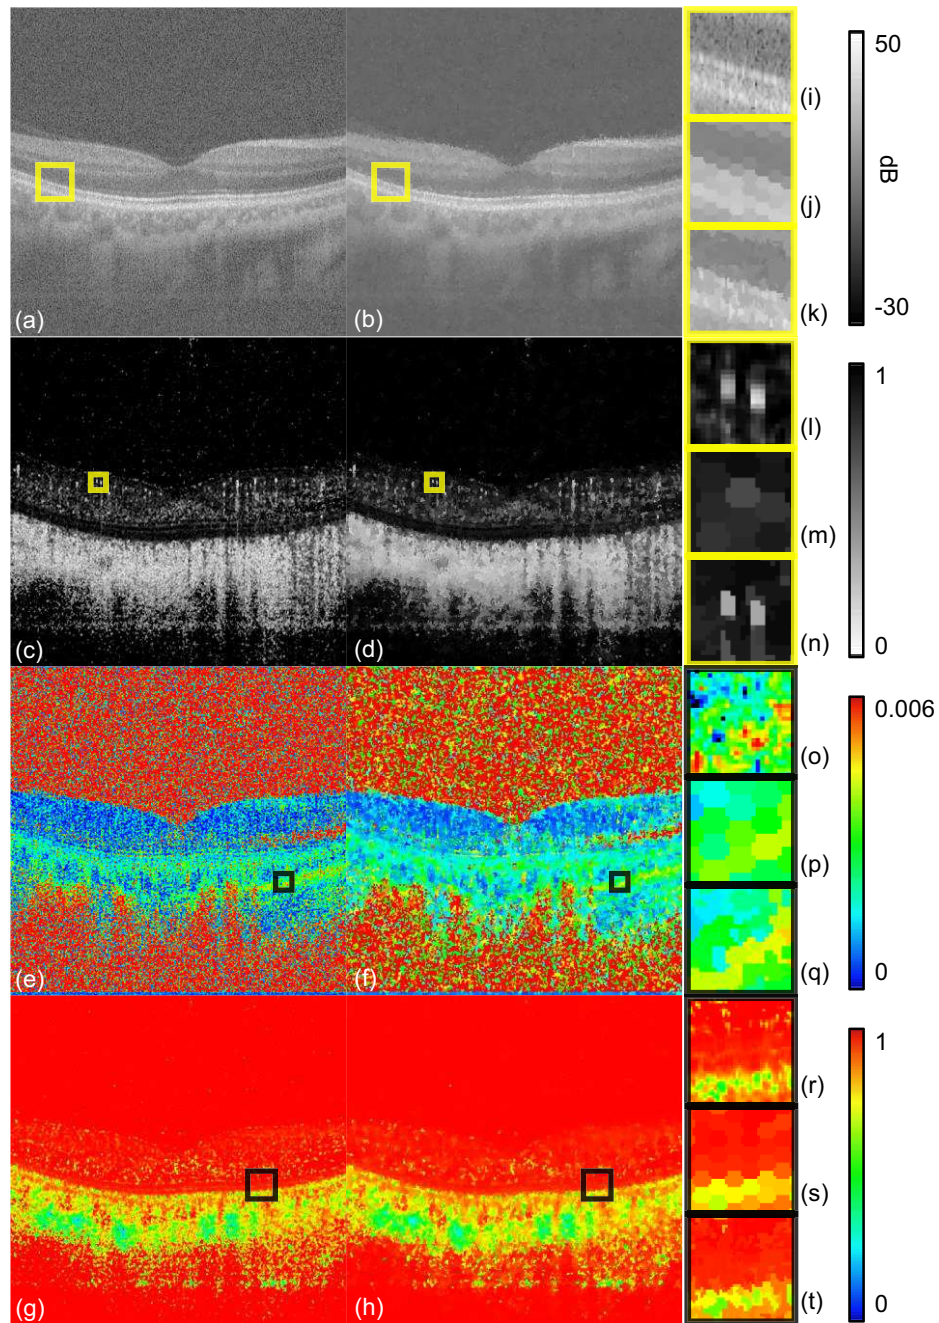 (a)
(b)
(i)
(j)
(k)
50
dB
-30
(c)
(d)
(l)
(m)
(n)
1
0
(e)
(f)
(o)
(p)
(q)
0.006
0
(g)
(h)
(r)
(s)
(t)
1
0